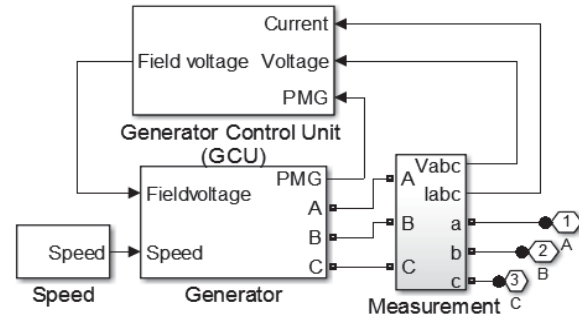 Current
Field voltage
Voltage
PMG
Generator Control Unit
(GCU)
Fieldvoltage
PMG
A
B
C
Speed
Generator
Speed
Speed
A
B
C
Vabc
Iabc
a
b
c
Measurement
1
A
2
B
3
C